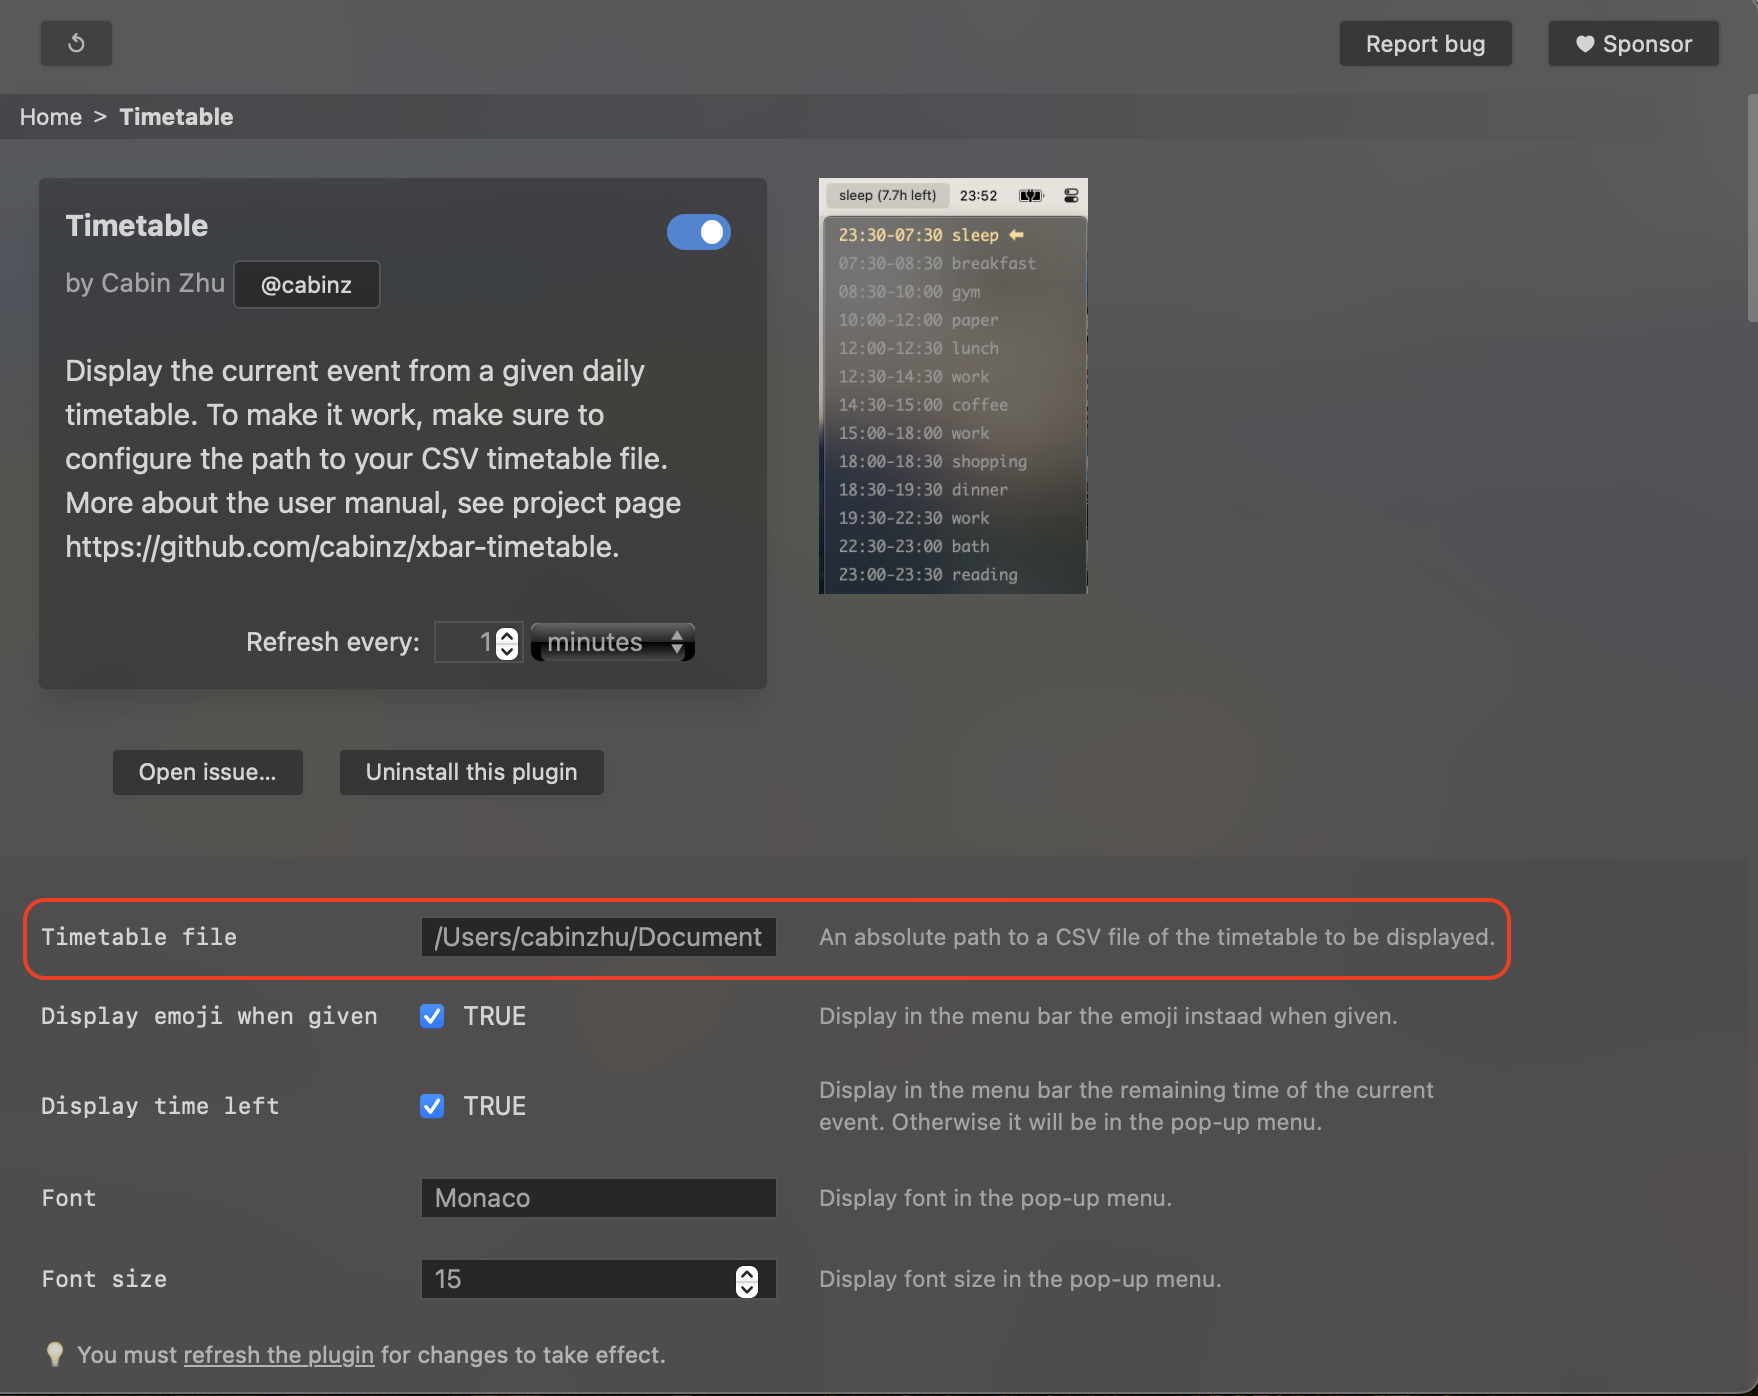 Report bug
Sponsor
Home > Timetable
Timetable
by Cabin Zhu @cabinz
Display the current event from a given daily
timetable. To make it work, make sure to
configure the path to your CSV timetable file.
More about the user manual, see project page
https://github.com/cabinz/xbar-timetable.
Refresh every: 1 minutes
sleep (7.7h left) 23:52
23:30-07:30 sleep
07:30-08:30 breakfast
08:30-10:00 gym
10:00-12:00 paper
12:00-12:30 lunch
12:30-14:30 work
14:30-15:00 coffee
15:00-18:00 work
18:00-18:30 shopping
18:30-19:30 dinner
19:30-22:30 work
22:30-23:00 bath
23:00-23:30 reading
Open issue...
Uninstall this plugin
Timetable file /Users/cabinzhu/Document An absolute path to a CSV file of the timetable to be displayed.
Display emoji when given TRUE Display in the menu bar the emoji instaad when given.
Display time left TRUE Display in the menu bar the remaining time of the current
event. Otherwise it will be in the pop-up menu.
Font Monaco Display font in the pop-up menu.
Font size 15 Display font size in the pop-up menu.
You must refresh the plugin for changes to take effect.